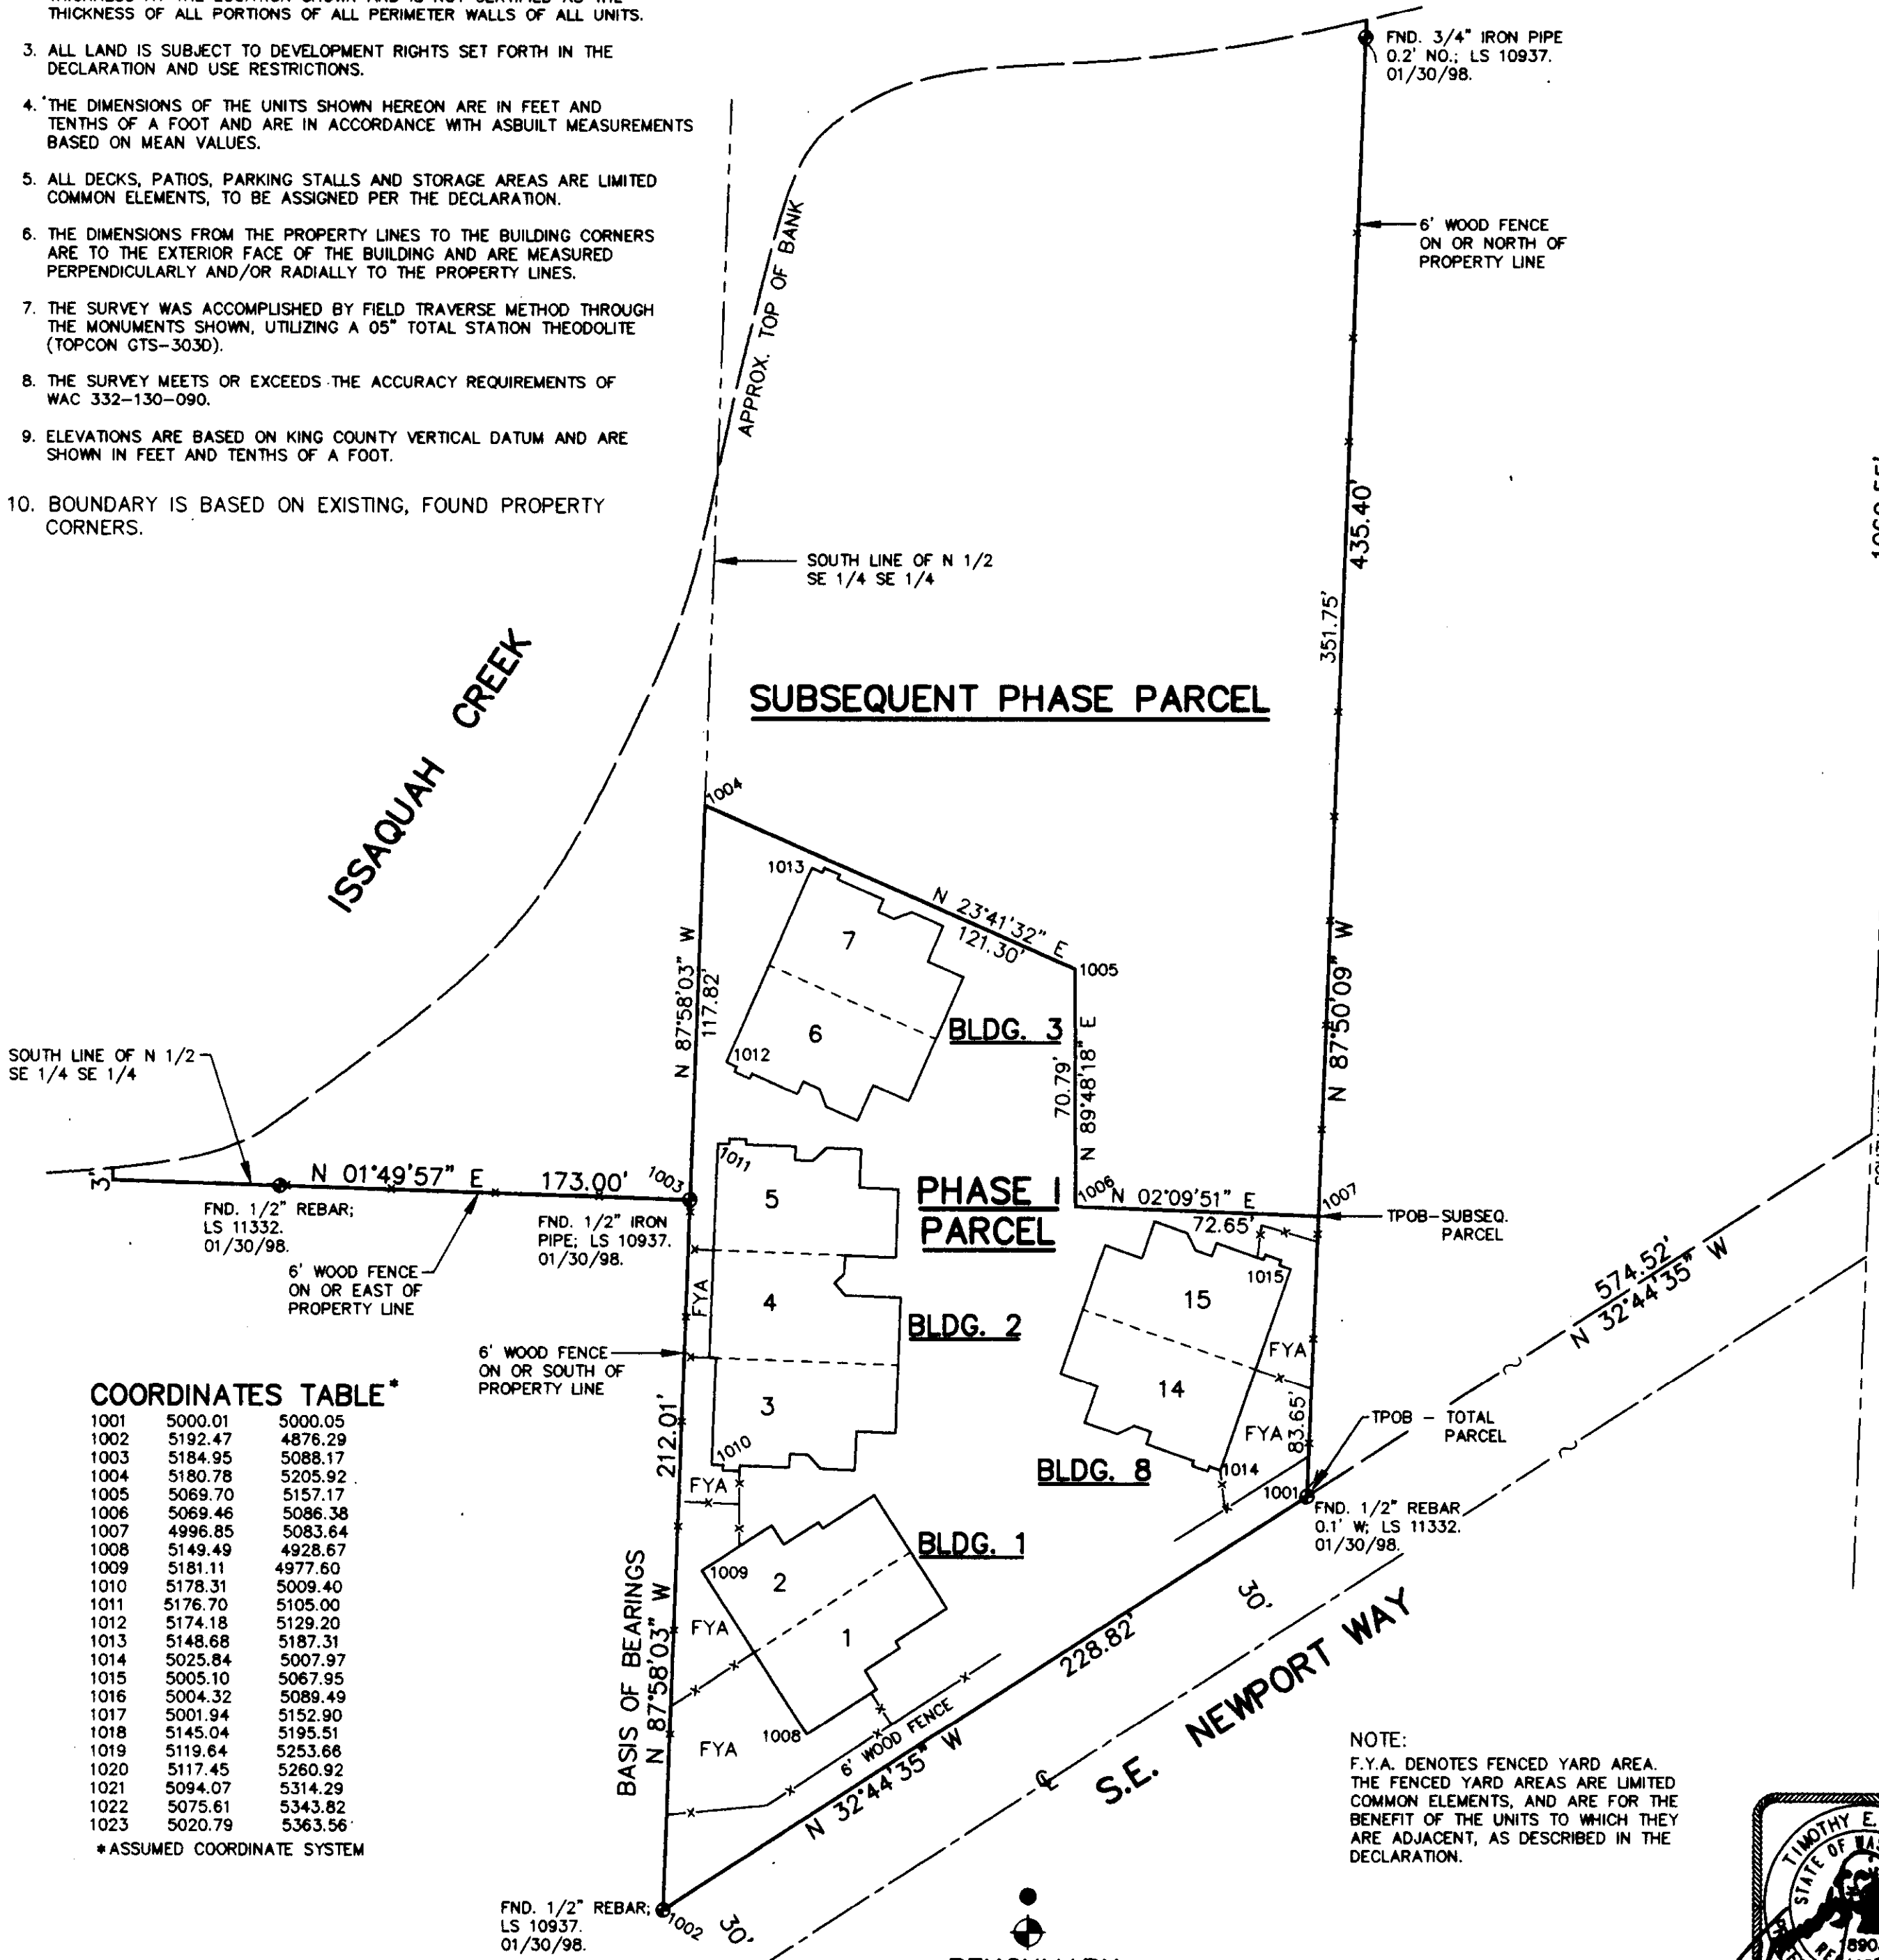 THICKNESS OF ALL PORTIONS OF ALL PERIMETER WALLS OF ALL UNITS.
3. ALL LAND IS SUBJECT TO DEVELOPMENT RIGHTS SET FORTH IN THE
DECLARATION AND USE RESTRICTIONS.
4. THE DIMENSIONS OF THE UNITS SHOWN HEREON ARE IN FEET AND
TENTHS OF A FOOT AND ARE IN ACCORDANCE WITH ASBUILT MEASUREMENTS
BASED ON MEAN VALUES.
5. ALL DECKS, PATIOS, PARKING STALLS AND STORAGE AREAS ARE LIMITED
COMMON ELEMENTS, TO BE ASSIGNED PER THE DECLARATION.
6. THE DIMENSIONS FROM THE PROPERTY LINES TO THE BUILDING CORNERS
ARE TO THE EXTERIOR FACE OF THE BUILDING AND ARE MEASURED
PERPENDICULARLY AND/OR RADIALLY TO THE PROPERTY LINES.
7. THE SURVEY WAS ACCOMPLISHED BY FIELD TRAVERSE METHOD THROUGH
THE MONUMENTS SHOWN, UTILIZING A 05" TOTAL STATION THEODOLITE
(TOPCON GTS-303D).
8. THE SURVEY MEETS OR EXCEEDS THE ACCURACY REQUIREMENTS OF
WAC 332-130-090.
9. ELEVATIONS ARE BASED ON KING COUNTY VERTICAL DATUM AND ARE
SHOWN IN FEET AND TENTHS OF A FOOT.
10. BOUNDARY IS BASED ON EXISTING, FOUND PROPERTY
CORNERS.
FND. 3/4" IRON PIPE
0.2' NO.; LS 10937.
01/30/98.
6' WOOD FENCE
ON OR NORTH OF
PROPERTY LINE
APPROX. TOP OF BANK
435.40'
351.75'
SOUTH LINE OF N 1/2
SE 1/4 SE 1/4
ISSAQUAH CREEK
SUBSEQUENT PHASE PARCEL
1004
1013
N 23°41'32" E
121.30'
1005
7
6
1012
BLDG. 3
N 87°58'03" W
117.82'
70.79'
N 89°48'18" E
N 87°50'09" W
SOUTH LINE OF N 1/2
SE 1/4 SE 1/4
3'
N 01°49'57" E
173.00'
1003
FND. 1/2" REBAR;
LS 11332.
01/30/98.
FND. 1/2" IRON
PIPE; LS 10937.
01/30/98.
6' WOOD FENCE
ON OR EAST OF
PROPERTY LINE
1011
5
4
3
1010
FYA
BLDG. 2
PHASE I
PARCEL
1006
N 02°09'51" E
72.65'
1007
TPOB-SUBSEQ.
PARCEL
1015
15
14
FYA
FYA
83.65'
1014
BLDG. 8
574.52'
N 32°44'35" W
TPOB - TOTAL
PARCEL
1001
FND. 1/2" REBAR
0.1' W; LS 11332.
01/30/98.
6' WOOD FENCE
ON OR SOUTH OF
PROPERTY LINE
212.01'
FYA
BLDG. 1
1009
2
1
FYA
FYA
1008
6' WOOD FENCE
BASIS OF BEARINGS
N 87°58'03" W
228.82'
N 32°44'35" W
30'
S.E. NEWPORT WAY
COORDINATES TABLE*
1001 5000.01 5000.05
1002 5192.47 4876.29
1003 5184.95 5088.17
1004 5180.78 5205.92
1005 5069.70 5157.17
1006 5069.46 5086.38
1007 4996.85 5083.64
1008 5149.49 4928.67
1009 5181.11 4977.60
1010 5178.31 5009.40
1011 5176.70 5105.00
1012 5174.18 5129.20
1013 5148.68 5187.31
1014 5025.84 5007.97
1015 5005.10 5067.95
1016 5004.32 5089.49
1017 5001.94 5152.90
1018 5145.04 5195.51
1019 5119.64 5253.66
1020 5117.45 5260.92
1021 5094.07 5314.29
1022 5075.61 5343.82
1023 5020.79 5363.56
*ASSUMED COORDINATE SYSTEM
FND. 1/2" REBAR;
LS 10937.
01/30/98.
1002
30'
NOTE:
F.Y.A. DENOTES FENCED YARD AREA.
THE FENCED YARD AREAS ARE LIMITED
COMMON ELEMENTS, AND ARE FOR THE
BENEFIT OF THE UNITS TO WHICH THEY
ARE ADJACENT, AS DESCRIBED IN THE
DECLARATION.
TIMOTHY E.
STATE OF